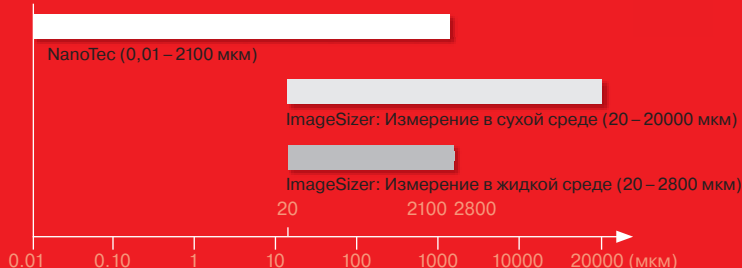 NanoTec (0,01 – 2100 мкм)
ImageSizer: Измерение в сухой среде (20 – 20000 мкм)
ImageSizer: Измерение в жидкой среде (20 – 2800 мкм)
20 2100 2800
0.01 0.10 1 10 100 1000 10000 20000 (мкм)